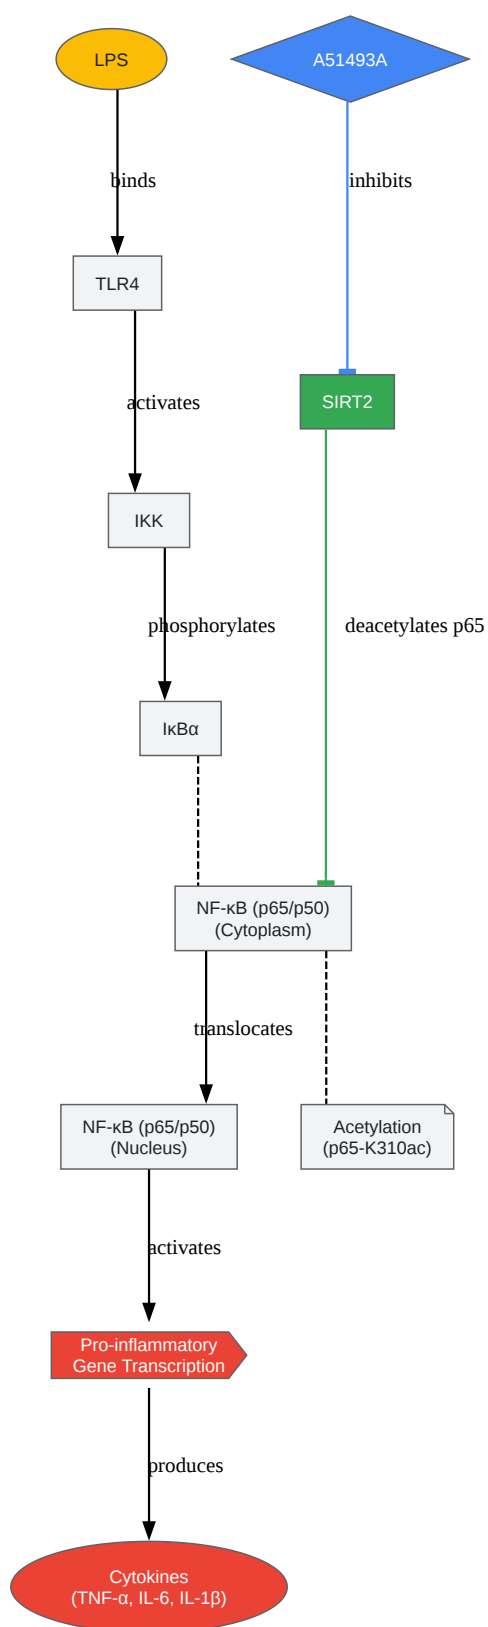 LPS
A51493A
binds
inhibits
TLR4
activates
SIRT2
IKK
phosphorylates
deacetylates p65
IκBα
NF-κB (p65/p50)
(Cytoplasm)
translocates
NF-κB (p65/p50)
(Nucleus)
Acetylation
(p65-K310ac)
activates
Pro-inflammatory
Gene Transcription
produces
Cytokines
(TNF-α, IL-6, IL-1β)